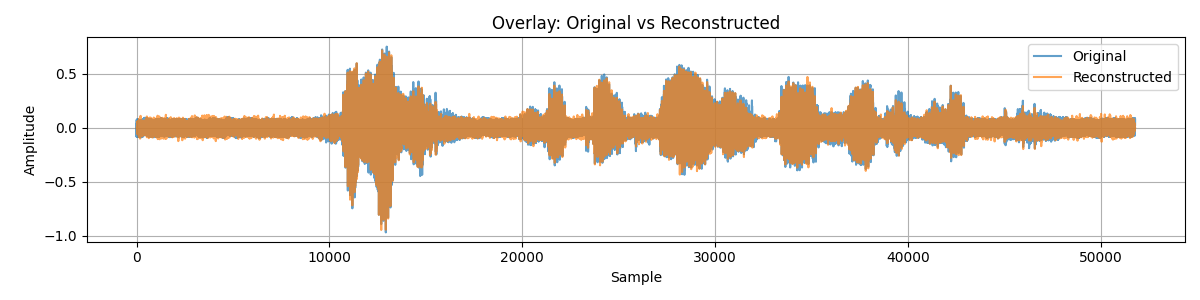 Overlay: Original vs Reconstructed
Original
Reconstructed
Amplitude
0.5
0.0
−0.5
−1.0
0 10000 20000 30000 40000 50000
Sample